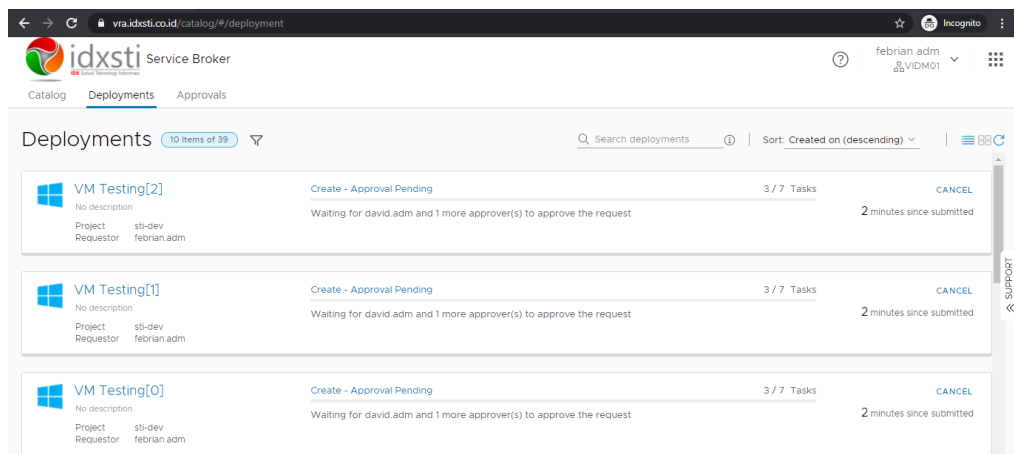 vra.idxsti.co.id/catalog/#/deployment
Incognito
idxsti Service Broker
IDX Solusi Teknologi Informasi
febrian adm
VIDM01
Catalog Deployments Approvals
Deployments 10 Items of 39
Search deployments
Sort: Created on (descending)
VM Testing[2]
No description
Project sti-dev
Requestor febrian.adm
Create - Approval Pending
Waiting for david.adm and 1 more approver(s) to approve the request
3 / 7 Tasks
CANCEL
2 minutes since submitted
VM Testing[1]
No description
Project sti-dev
Requestor febrian.adm
Create - Approval Pending
Waiting for david.adm and 1 more approver(s) to approve the request
3 / 7 Tasks
CANCEL
2 minutes since submitted
VM Testing[0]
No description
Project sti-dev
Requestor febrian.adm
Create - Approval Pending
Waiting for david.adm and 1 more approver(s) to approve the request
3 / 7 Tasks
CANCEL
2 minutes since submitted
SUPPORT